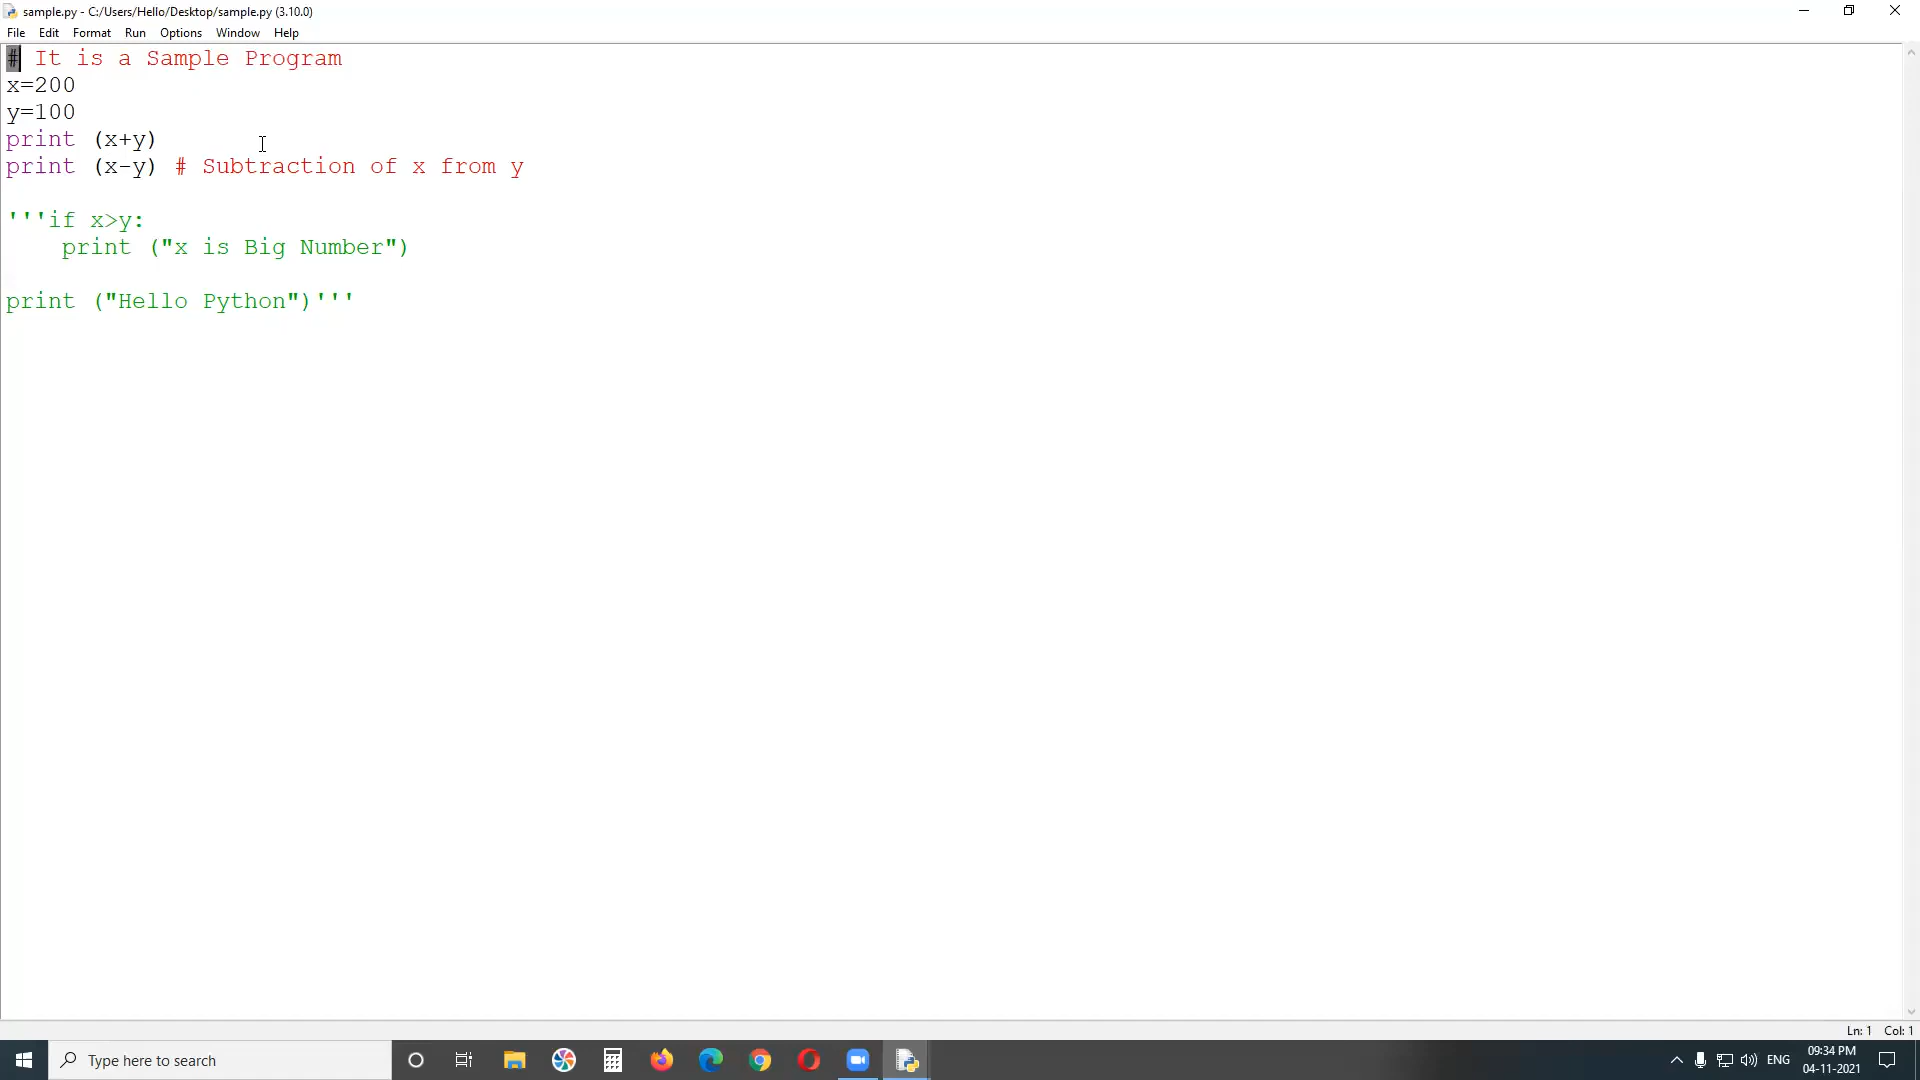 sample.py - C:/Users/Hello/Desktop/sample.py (3.10.0)
File Edit Format Run Options Window Help
# It is a Sample Program
x=200
y=100
print (x+y)
print (x-y) # Subtraction of x from y
'''if x>y:
    print ("x is Big Number")
print ("Hello Python")'''
Ln: 1 Col: 1
Type here to search
ENG
09:34 PM
04-11-2021